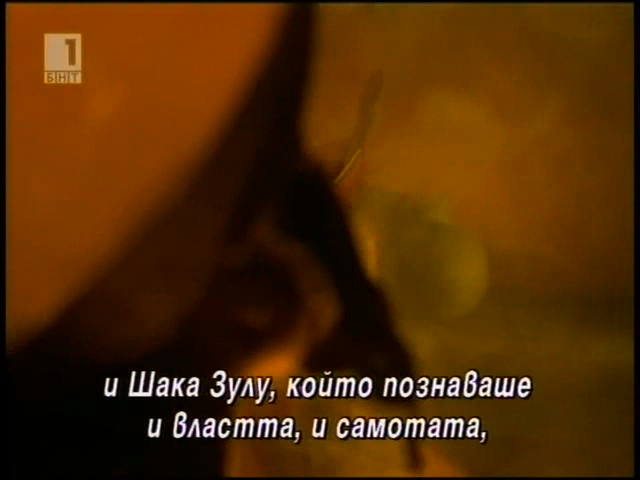 1
БНТ
и Шака Зулу, който познаваше
и властта, и самотата,